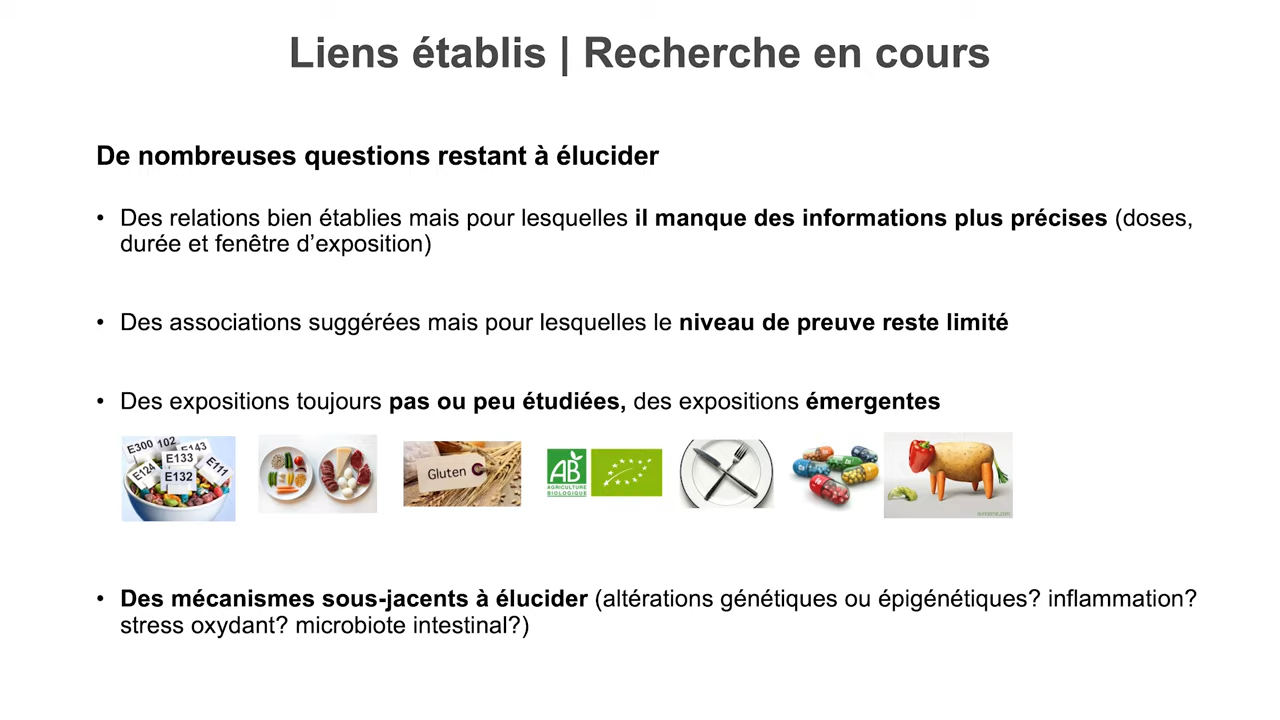 Liens établis | Recherche en cours
De nombreuses questions restant à élucider
• Des relations bien établies mais pour lesquelles il manque des informations plus précises (doses,
durée et fenêtre d’exposition)
• Des associations suggérées mais pour lesquelles le niveau de preuve reste limité
• Des expositions toujours pas ou peu étudiées, des expositions émergentes
E300 102 E143
E133
E124 E111
E132
Gluten
AB
AGRICULTURE
BIOLOGIQUE
• Des mécanismes sous-jacents à élucider (altérations génétiques ou épigénétiques? inflammation?
stress oxydant? microbiote intestinal?)